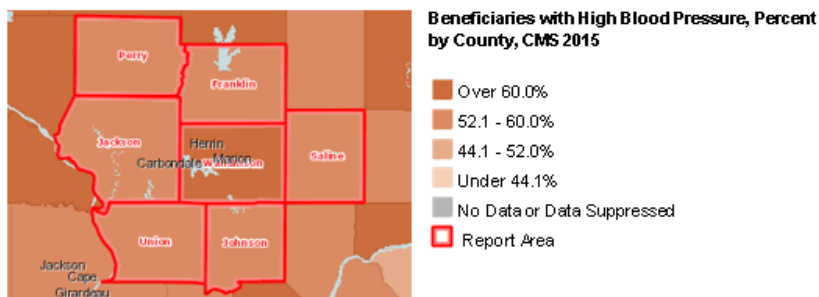 Beneficiaries with High Blood Pressure, Percent
by County, CMS 2015
Over 60.0%
52.1 - 60.0%
44.1 - 52.0%
Under 44.1%
No Data or Data Suppressed
Report Area
Perry
Franklin
Jackson
Herrin
Carbondale
Marion
Williamson
Saline
Union
Johnson
Jackson
Cape
Girardeau